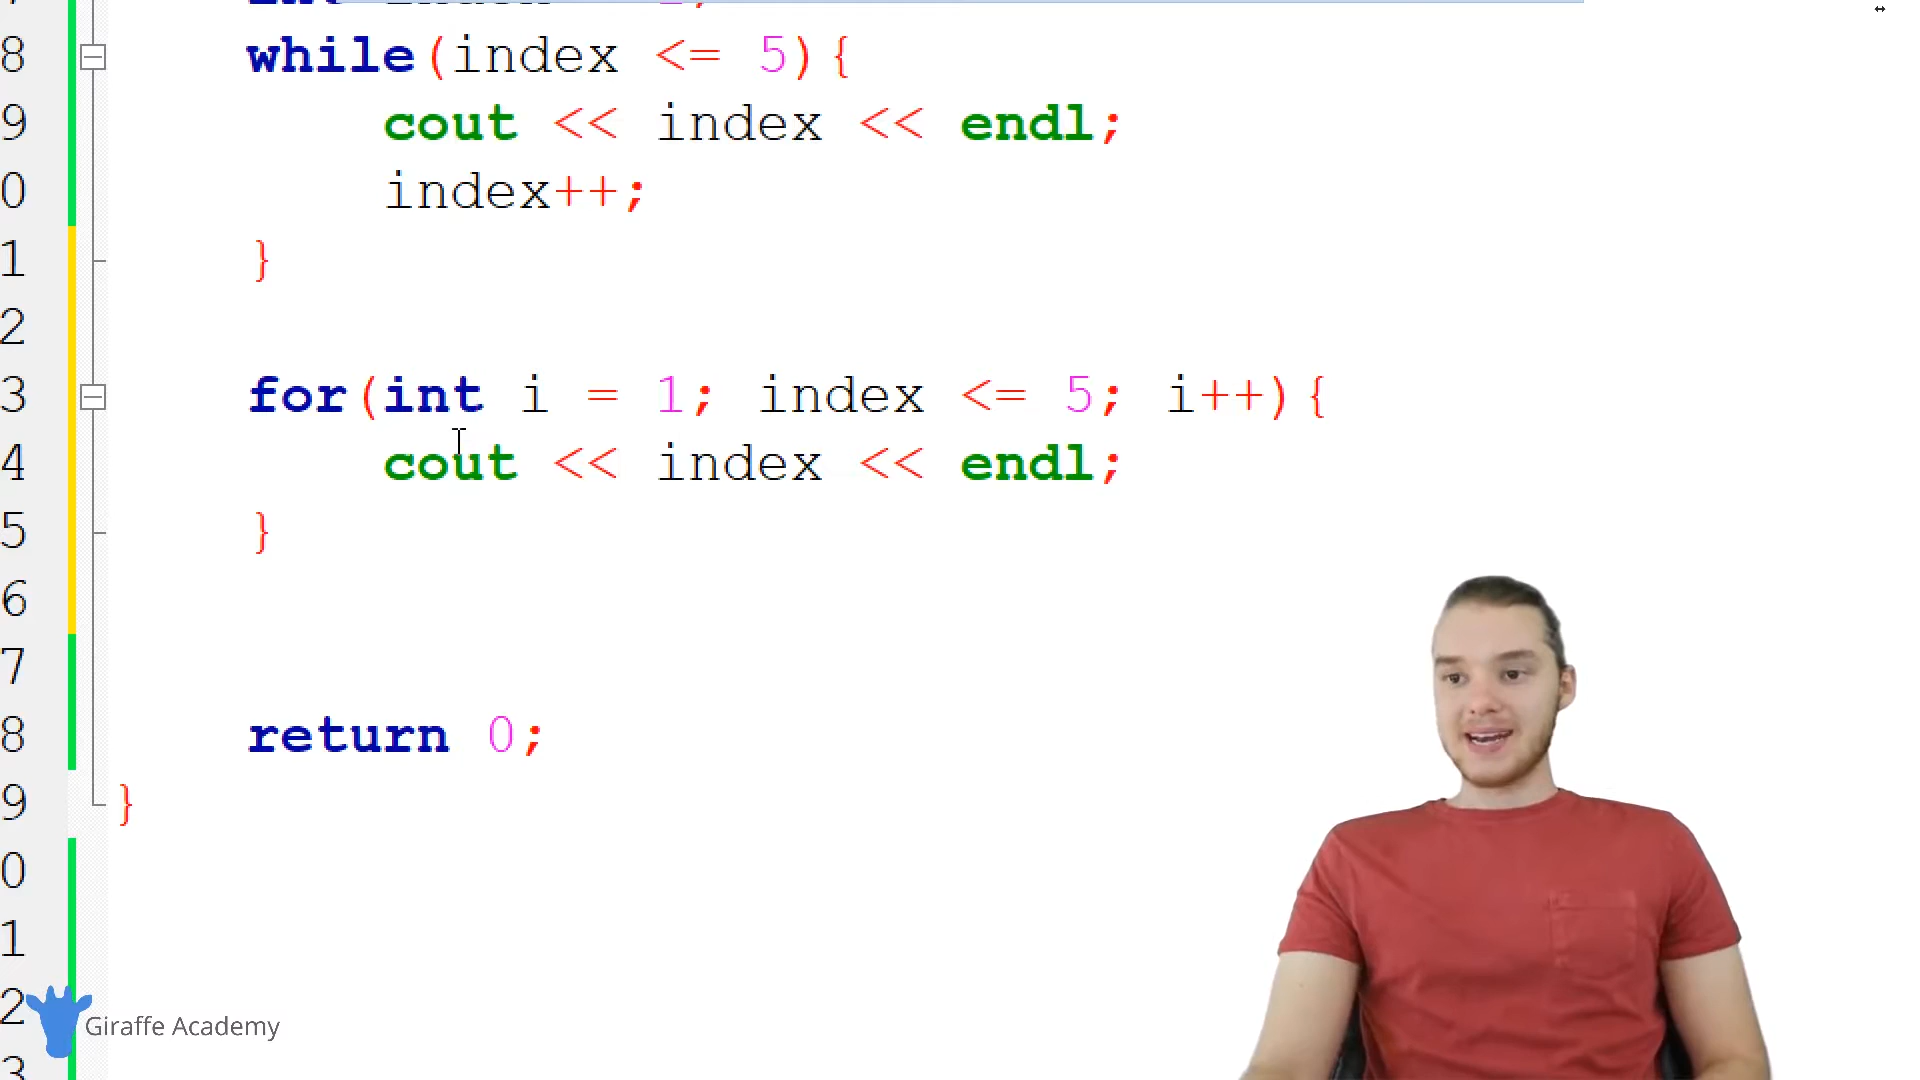 8 while(index <= 5){
9 cout << index << endl;
0 index++;
1 }
2
3 for(int i = 1; index <= 5; i++){
4 cout << index << endl;
5 }
6
7
8 return 0;
9 }
0
1
2
Giraffe Academy
3